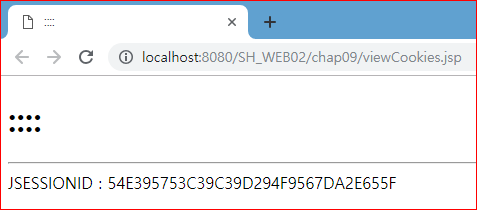 ::::
localhost:8080/SH_WEB02/chap09/viewCookies.jsp
::::
JSESSIONID : 54E395753C39C39D294F9567DA2E655F